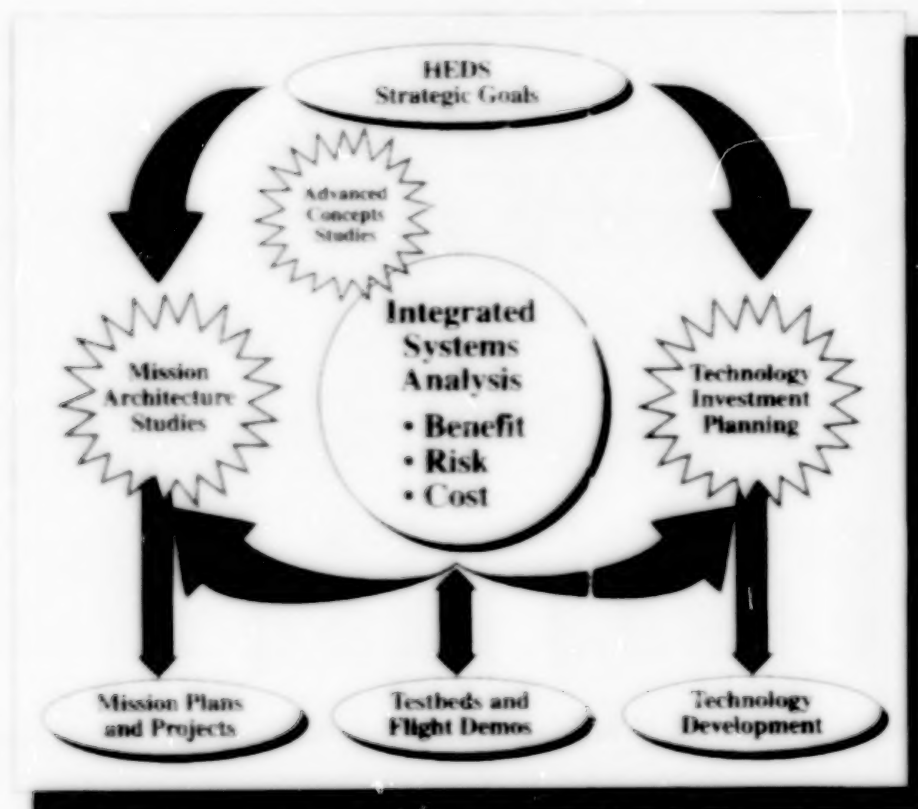 HEDS
Strategic Goals
Advanced
Concepts
Studies
Integrated
Systems
Analysis
• Benefit
• Risk
• Cost
Mission
Architecture
Studies
Technology
Investment
Planning
Mission Plans
and Projects
Testbeds and
Flight Demos
Technology
Development